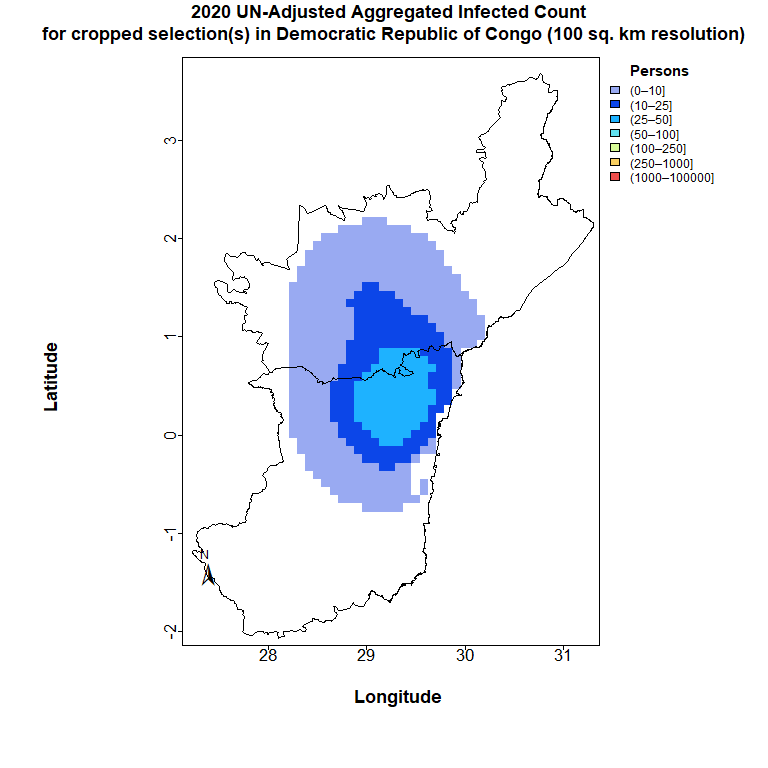 2020 UN-Adjusted Aggregated Infected Count
for cropped selection(s) in Democratic Republic of Congo (100 sq. km resolution)
Persons
(0–10]
(10–25]
(25–50]
(50–100]
(100–250]
(250–1000]
(1000–100000]
3
2
1
0
-1
-2
Latitude
N
28
29
30
31
Longitude